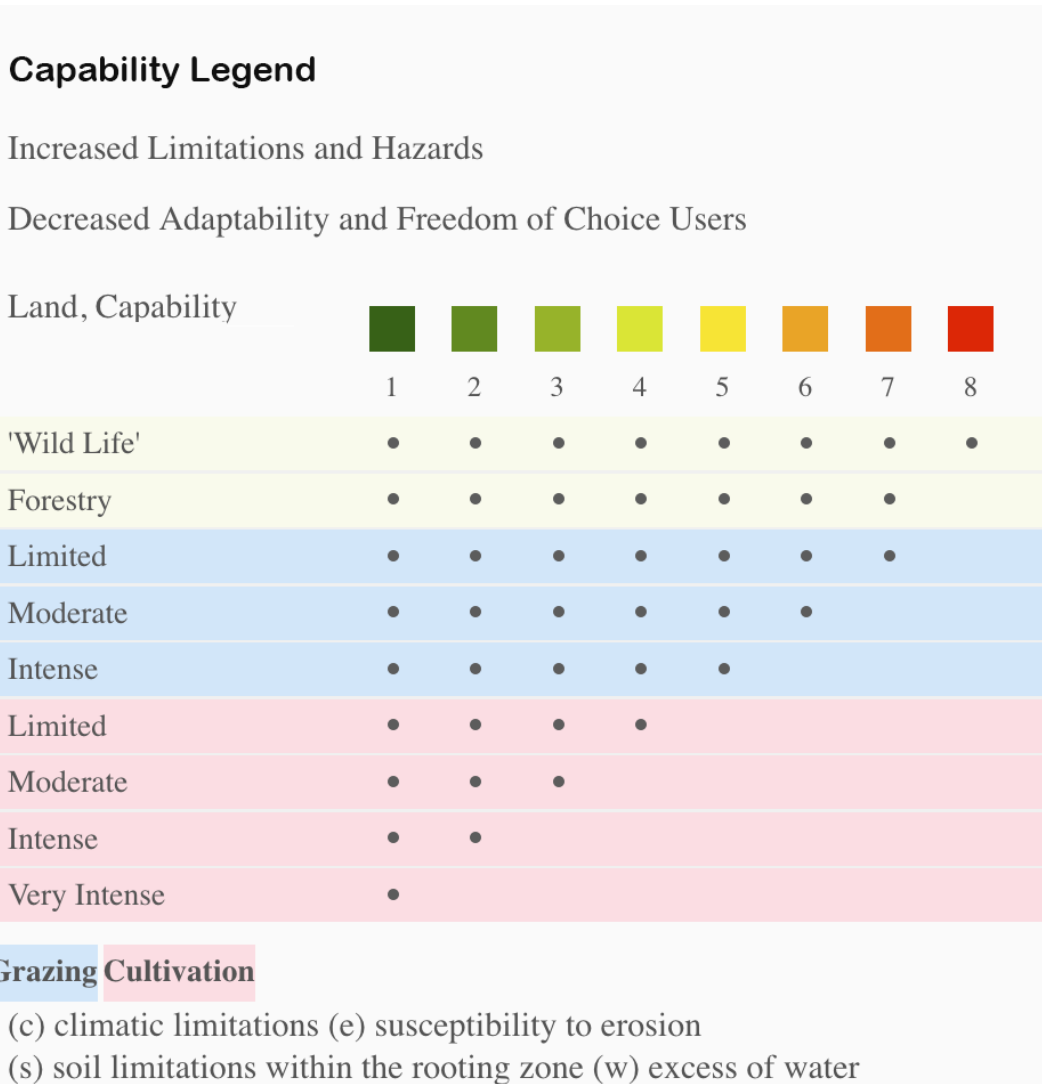 Capability Legend
Increased Limitations and Hazards
Decreased Adaptability and Freedom of Choice Users
Land, Capability
1 2 3 4 5 6 7 8
'Wild Life' • • • • • • • •
Forestry • • • • • • •
Limited • • • • • • •
Moderate • • • • • •
Intense • • • • •
Limited • • • •
Moderate • • •
Intense • •
Very Intense •
Grazing Cultivation
(c) climatic limitations (e) susceptibility to erosion
(s) soil limitations within the rooting zone (w) excess of water